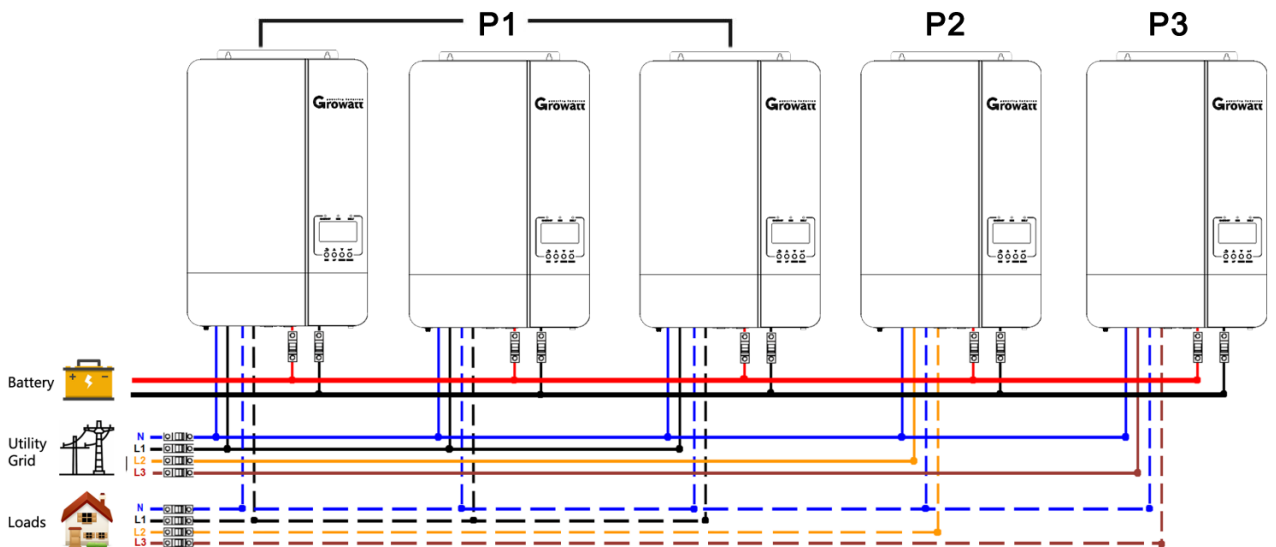 P1
P2
P3
Growatt
Growatt
Growatt
Growatt
Growatt
Battery
+ -
Utility
Grid
N
L1
L2
L3
Loads
N
L1
L2
L3